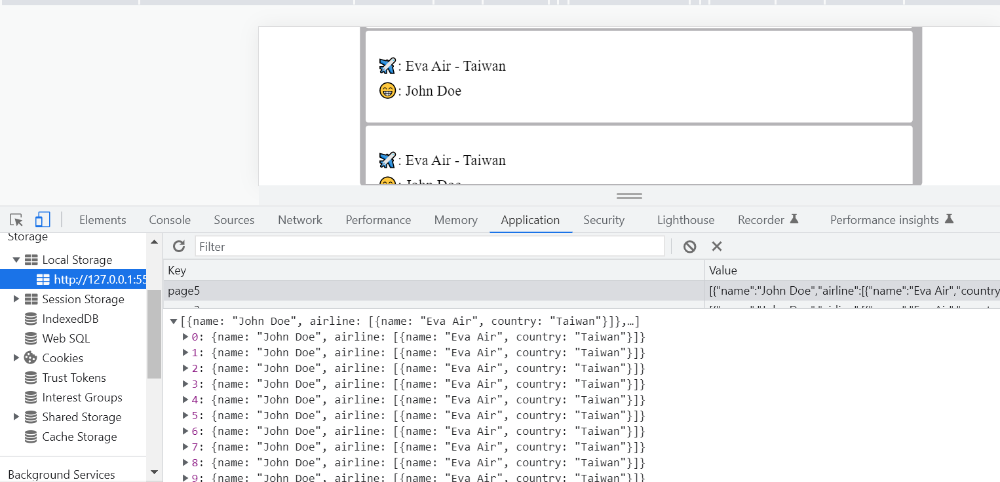 ✈️: Eva Air - Taiwan
😁: John Doe
✈️: Eva Air - Taiwan
😁: John Doe
Elements Console Sources Network Performance Memory Application Security Lighthouse Recorder Performance insights
Storage
Local Storage
http://127.0.0.1:55
Session Storage
IndexedDB
Web SQL
Cookies
Trust Tokens
Interest Groups
Shared Storage
Cache Storage
Background Services
Filter
Key Value
page5 [{"name":"John Doe","airline":[{"name":"Eva Air","country
▼[{name: "John Doe", airline: [{name: "Eva Air", country: "Taiwan"}]},…]
▶0: {name: "John Doe", airline: [{name: "Eva Air", country: "Taiwan"}]}
▶1: {name: "John Doe", airline: [{name: "Eva Air", country: "Taiwan"}]}
▶2: {name: "John Doe", airline: [{name: "Eva Air", country: "Taiwan"}]}
▶3: {name: "John Doe", airline: [{name: "Eva Air", country: "Taiwan"}]}
▶4: {name: "John Doe", airline: [{name: "Eva Air", country: "Taiwan"}]}
▶5: {name: "John Doe", airline: [{name: "Eva Air", country: "Taiwan"}]}
▶6: {name: "John Doe", airline: [{name: "Eva Air", country: "Taiwan"}]}
▶7: {name: "John Doe", airline: [{name: "Eva Air", country: "Taiwan"}]}
▶8: {name: "John Doe", airline: [{name: "Eva Air", country: "Taiwan"}]}
▶9: {name: "John Doe", airline: [{name: "Eva Air", country: "Taiwan"}]}